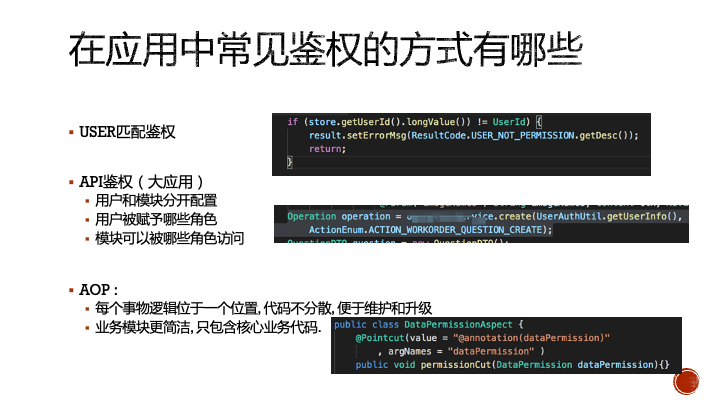 在应用中常见鉴权的方式有哪些
USER匹配鉴权
if (store.getUserId().longValue()) != UserId) {
result.setErrorMsg(ResultCode.USER_NOT_PERMISSION.getDesc());
return;
}
API鉴权（大应用）
用户和模块分开配置
用户被赋予哪些角色
模块可以被哪些角色访问
Operation operation = vice.create(UserAuthUtil.getUserInfo(),
ActionEnum.ACTION_WORKORDER_QUESTION_CREATE);
AOP：
每个事物逻辑位于一个位置,代码不分散,便于维护和升级
业务模块更简洁,只包含核心业务代码.
public class DataPermissionAspect {
@Pointcut(value = "@annotation(dataPermission)"
, argNames = "dataPermission" )
public void permissionCut(DataPermission dataPermission){}